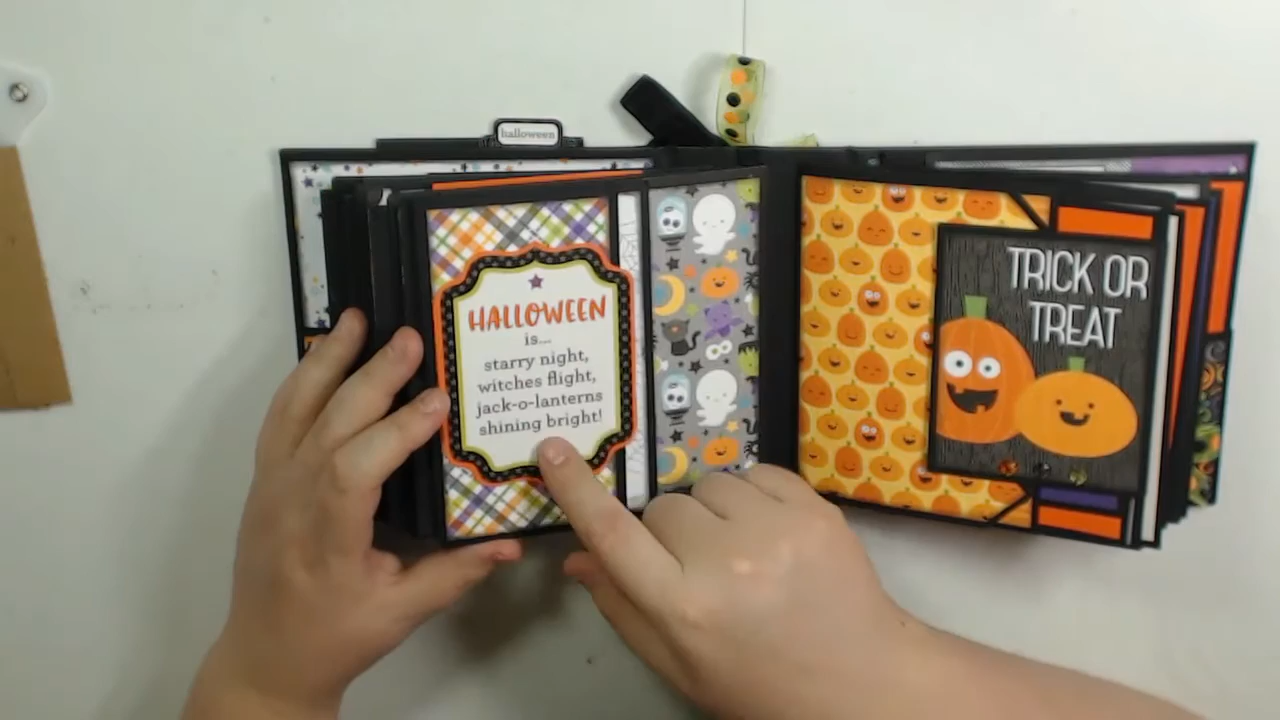 halloween
HALLOWEEN
is...
starry night,
witches flight,
jack-o-lanterns
shining bright!
TRICK OR
TREAT